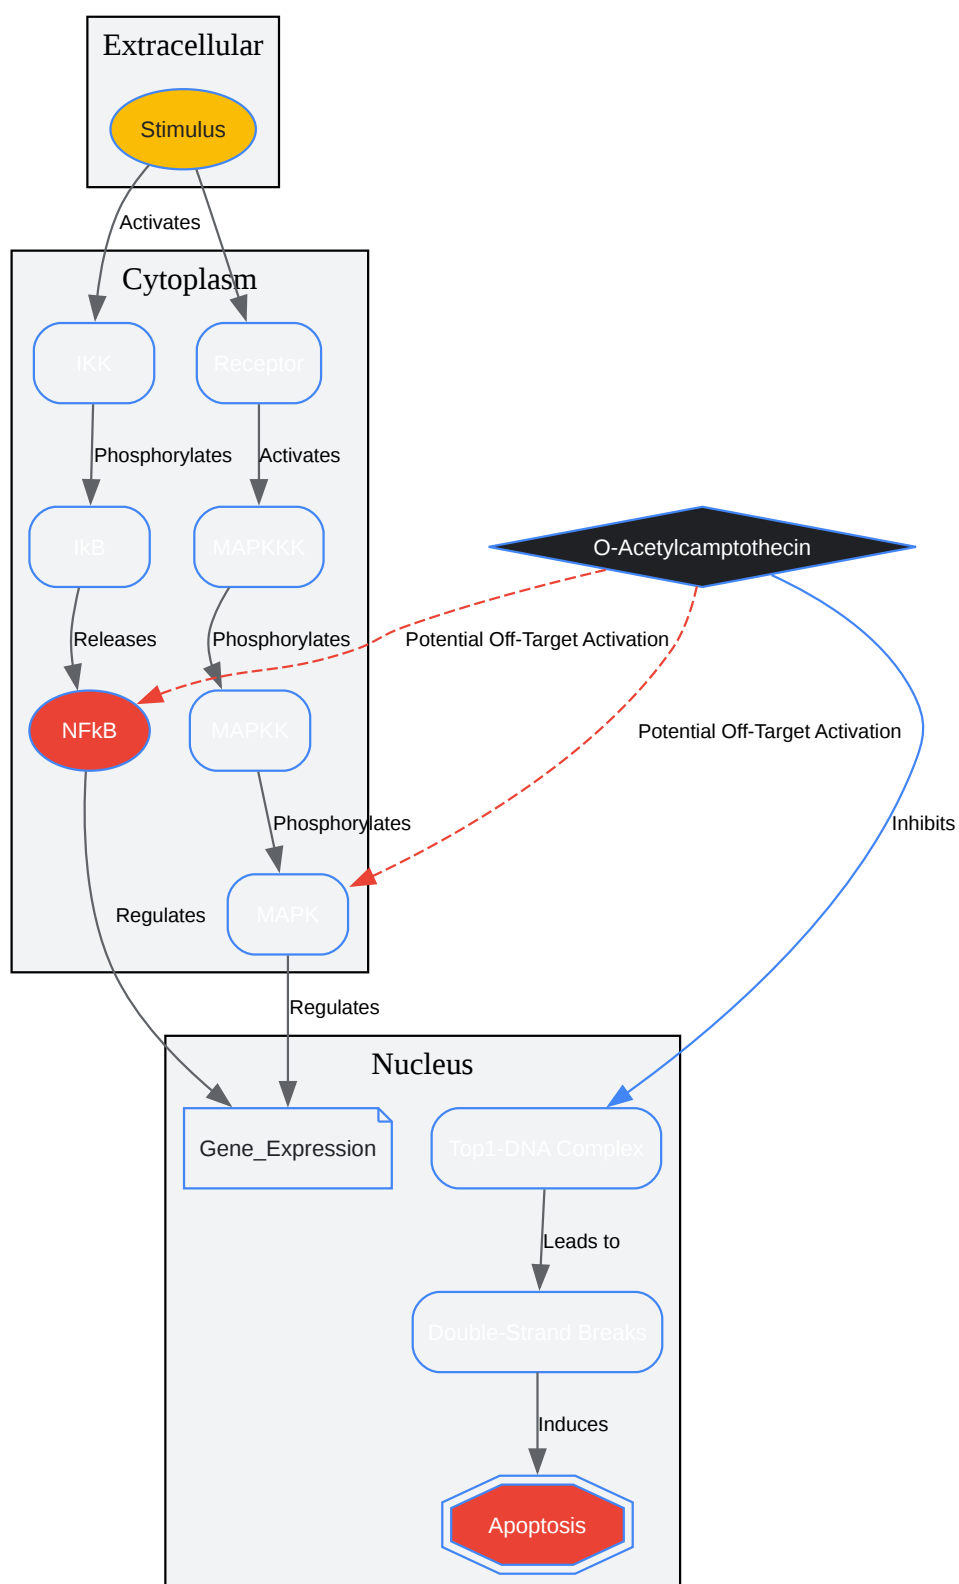 Extracellular
Stimulus
Activates
Cytoplasm
IKK
Receptor
Phosphorylates
Activates
IkB
MAPKKK
O-Acetylcamptothecin
Releases
Phosphorylates
Potential Off-Target Activation
NFkB
MAPKK
Potential Off-Target Activation
Phosphorylates
Inhibits
Regulates
MAPK
Regulates
Nucleus
Gene_Expression
Top1-DNA Complex
Leads to
Double-Strand Breaks
Induces
Apoptosis